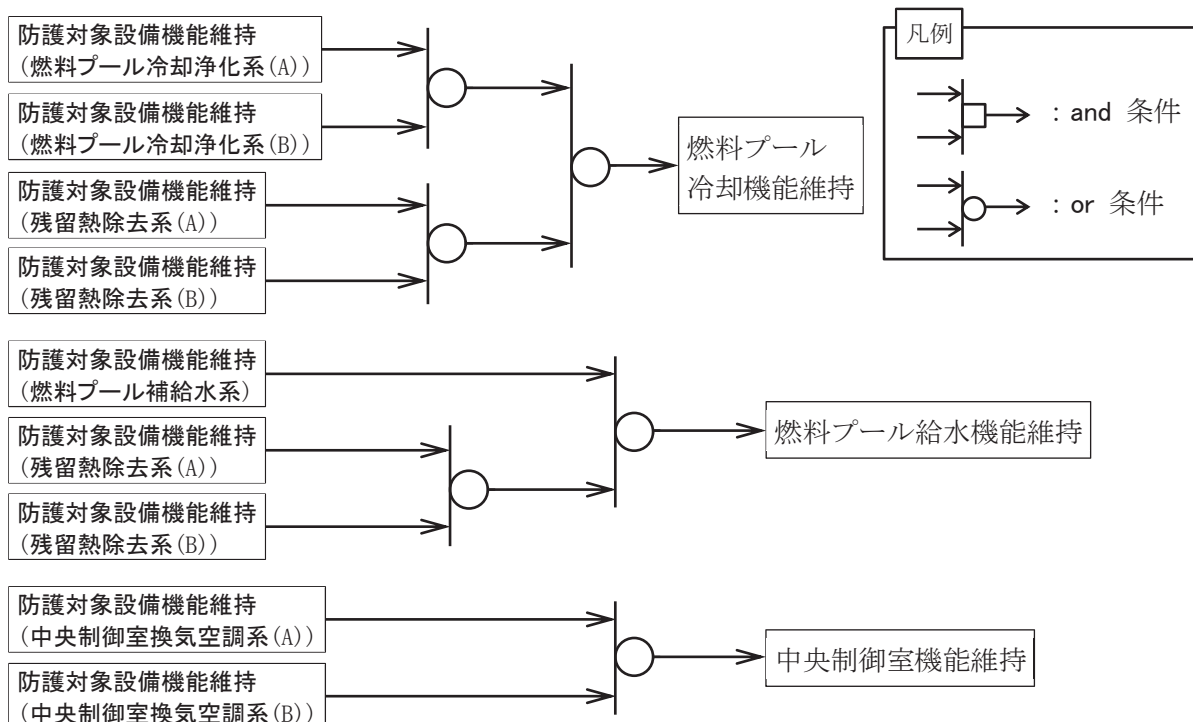 防護対象設備機能維持
(燃料プール冷却浄化系(A))
防護対象設備機能維持
(燃料プール冷却浄化系(B))
防護対象設備機能維持
(残留熱除去系(A))
防護対象設備機能維持
(残留熱除去系(B))
燃料プール
冷却機能維持
凡例
：and 条件
：or 条件
防護対象設備機能維持
(燃料プール補給水系)
防護対象設備機能維持
(残留熱除去系(A))
防護対象設備機能維持
(残留熱除去系(B))
燃料プール給水機能維持
防護対象設備機能維持
(中央制御室換気空調系(A))
防護対象設備機能維持
(中央制御室換気空調系(B))
中央制御室機能維持